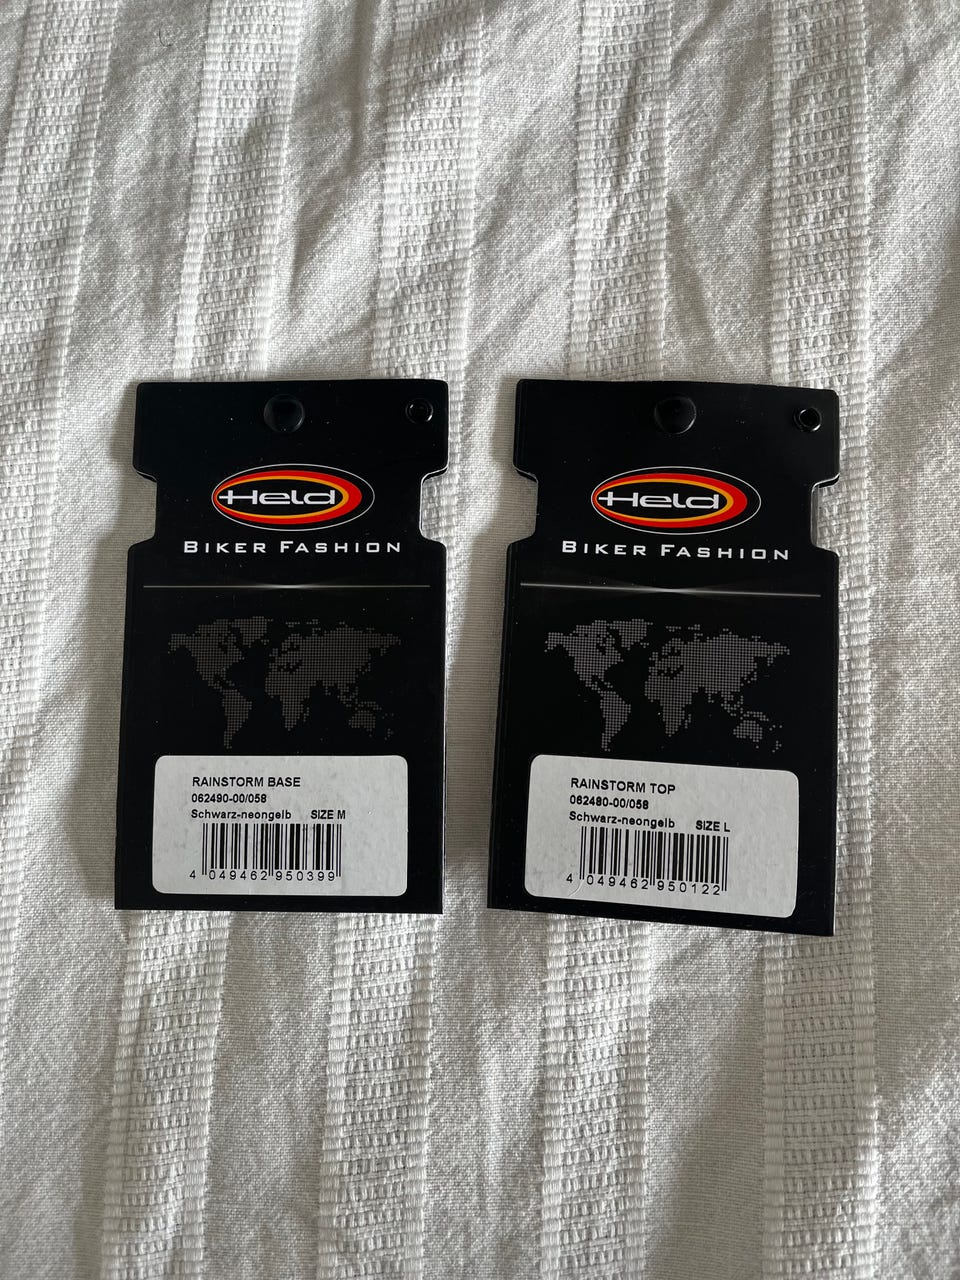 Held
BIKER FASHION
RAINSTORM BASE
062490-00/058
Schwarz-neongelb SIZE M
4 049462 950399
Held
BIKER FASHION
RAINSTORM TOP
062480-00/058
Schwarz-neongelb SIZE L
4 049462 950122